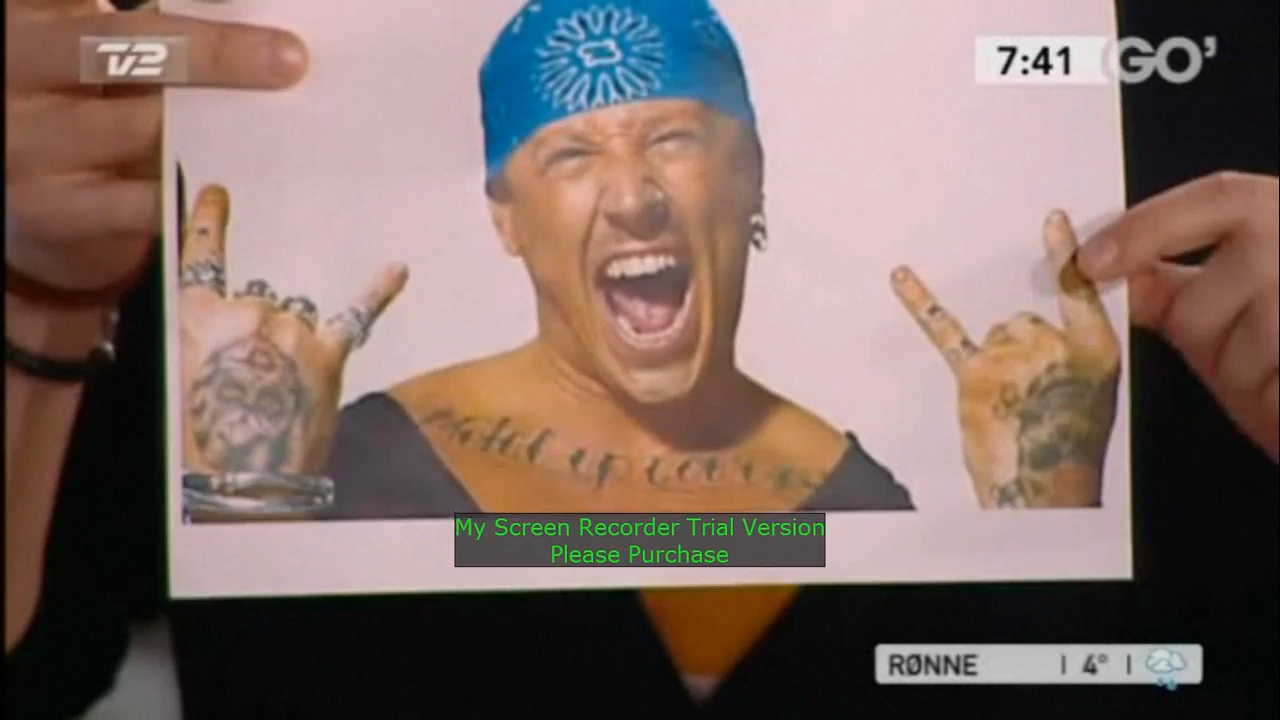 TV2
7:41 GO'
My Screen Recorder Trial Version
Please Purchase
RØNNE | 4° |